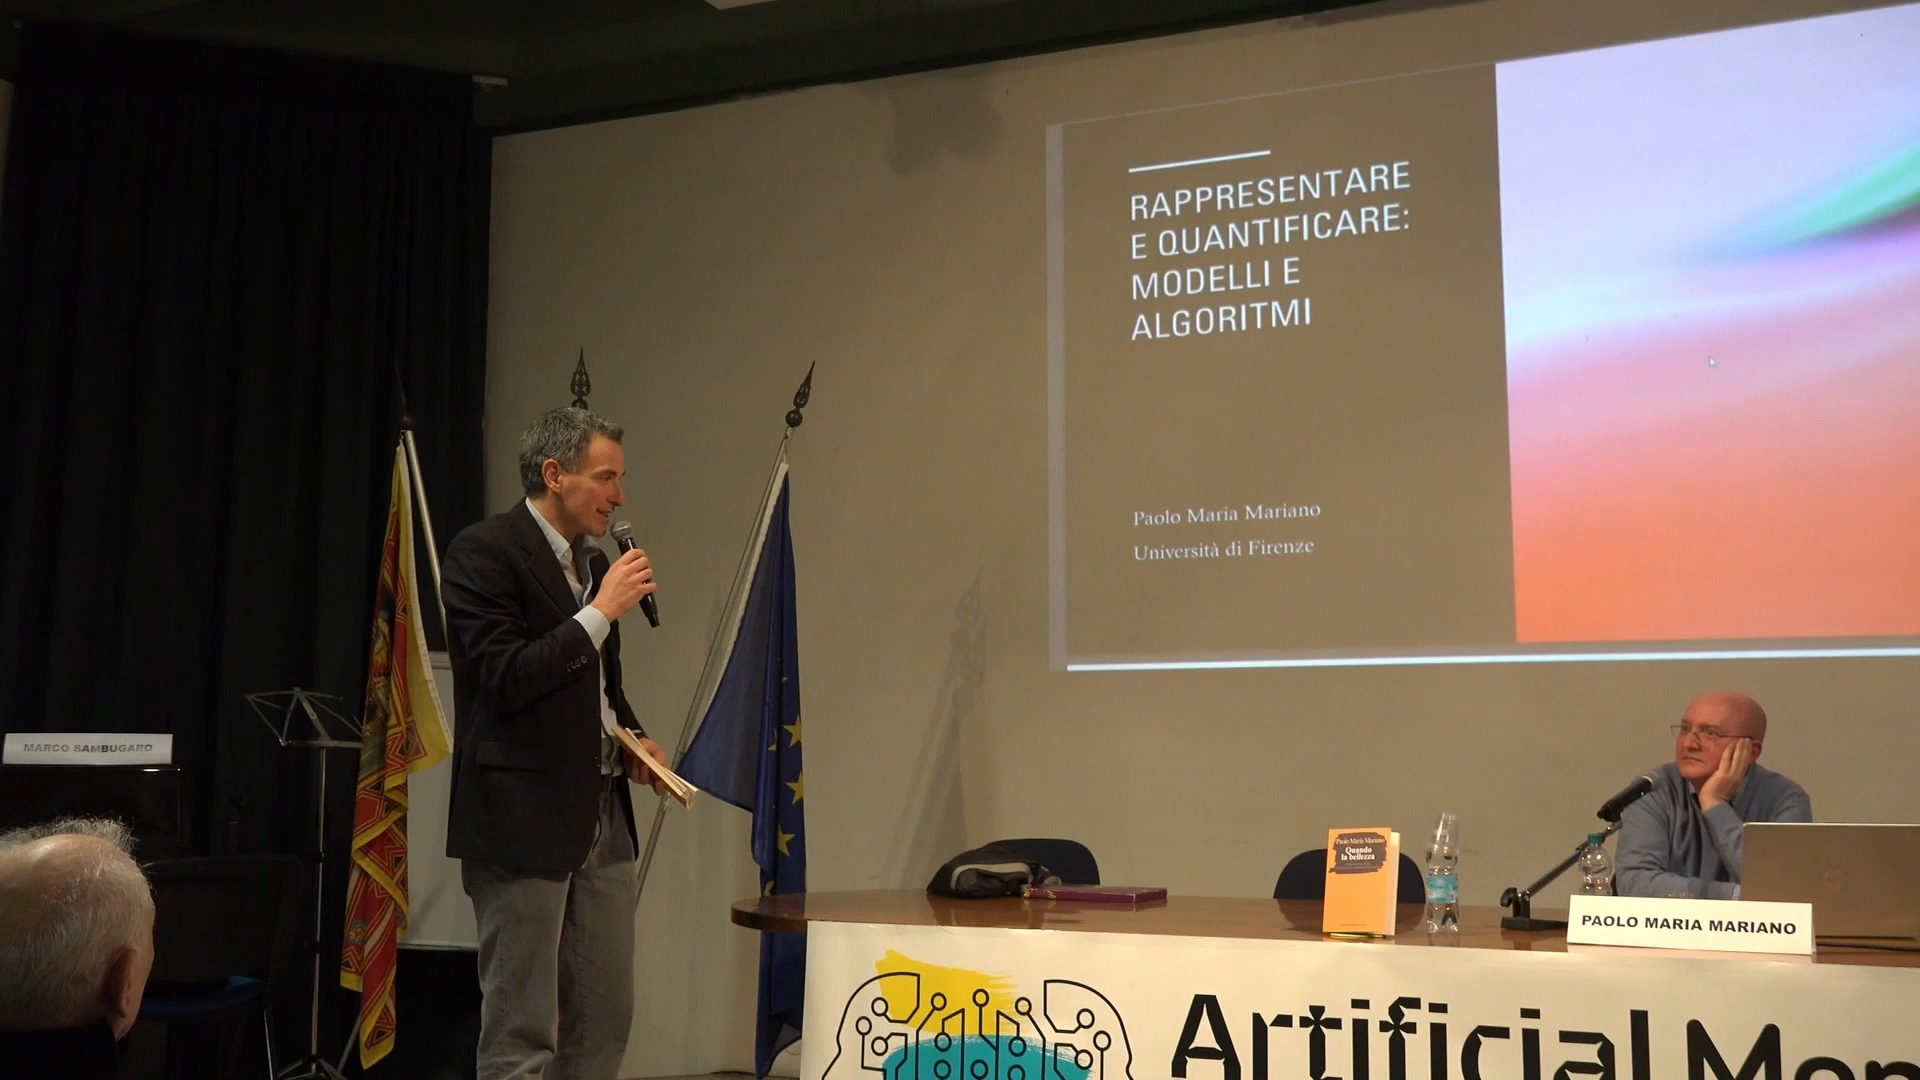 RAPPRESENTARE
E QUANTIFICARE:
MODELLI E
ALGORITMI
Paolo Maria Mariano
Università di Firenze
MARCO SAMBUGARO
Paolo Maria Mariano
Quando
la bellezza
PAOLO MARIA MARIANO
Artificial